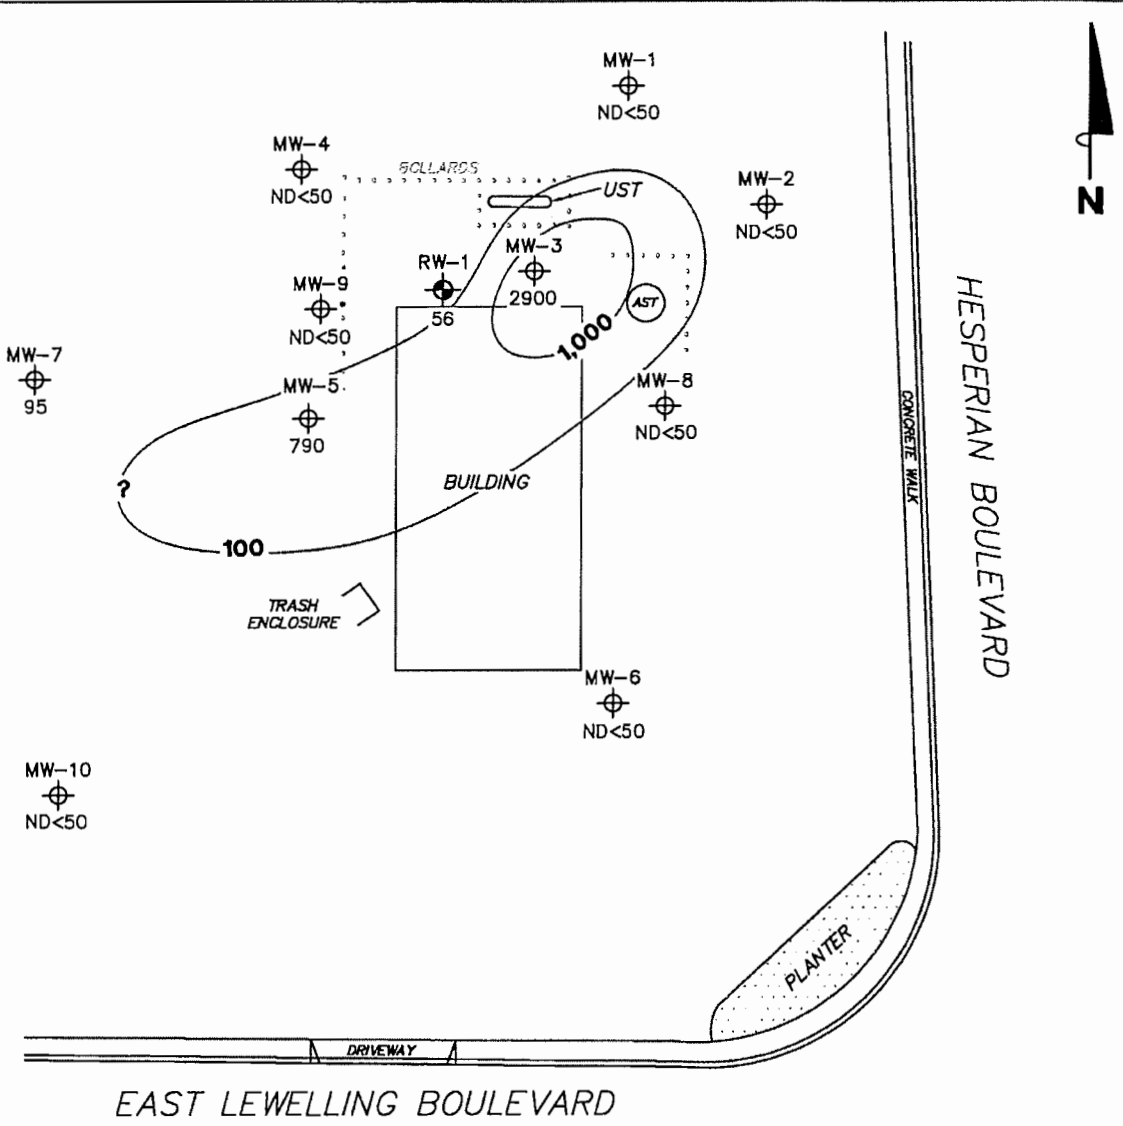 MW-1
ND<50
MW-4
ND<50
BOLLARDS
UST
MW-2
ND<50
N
MW-3
2900
RW-1
56
MW-9
ND<50
AST
1,000
MW-7
95
MW-5
790
MW-8
ND<50
HESPERIAN BOULEVARD
CONCRETE WALK
BUILDING
?
100
TRASH
ENCLOSURE
MW-6
ND<50
MW-10
ND<50
PLANTER
DRIVEWAY
EAST LEWELLING BOULEVARD